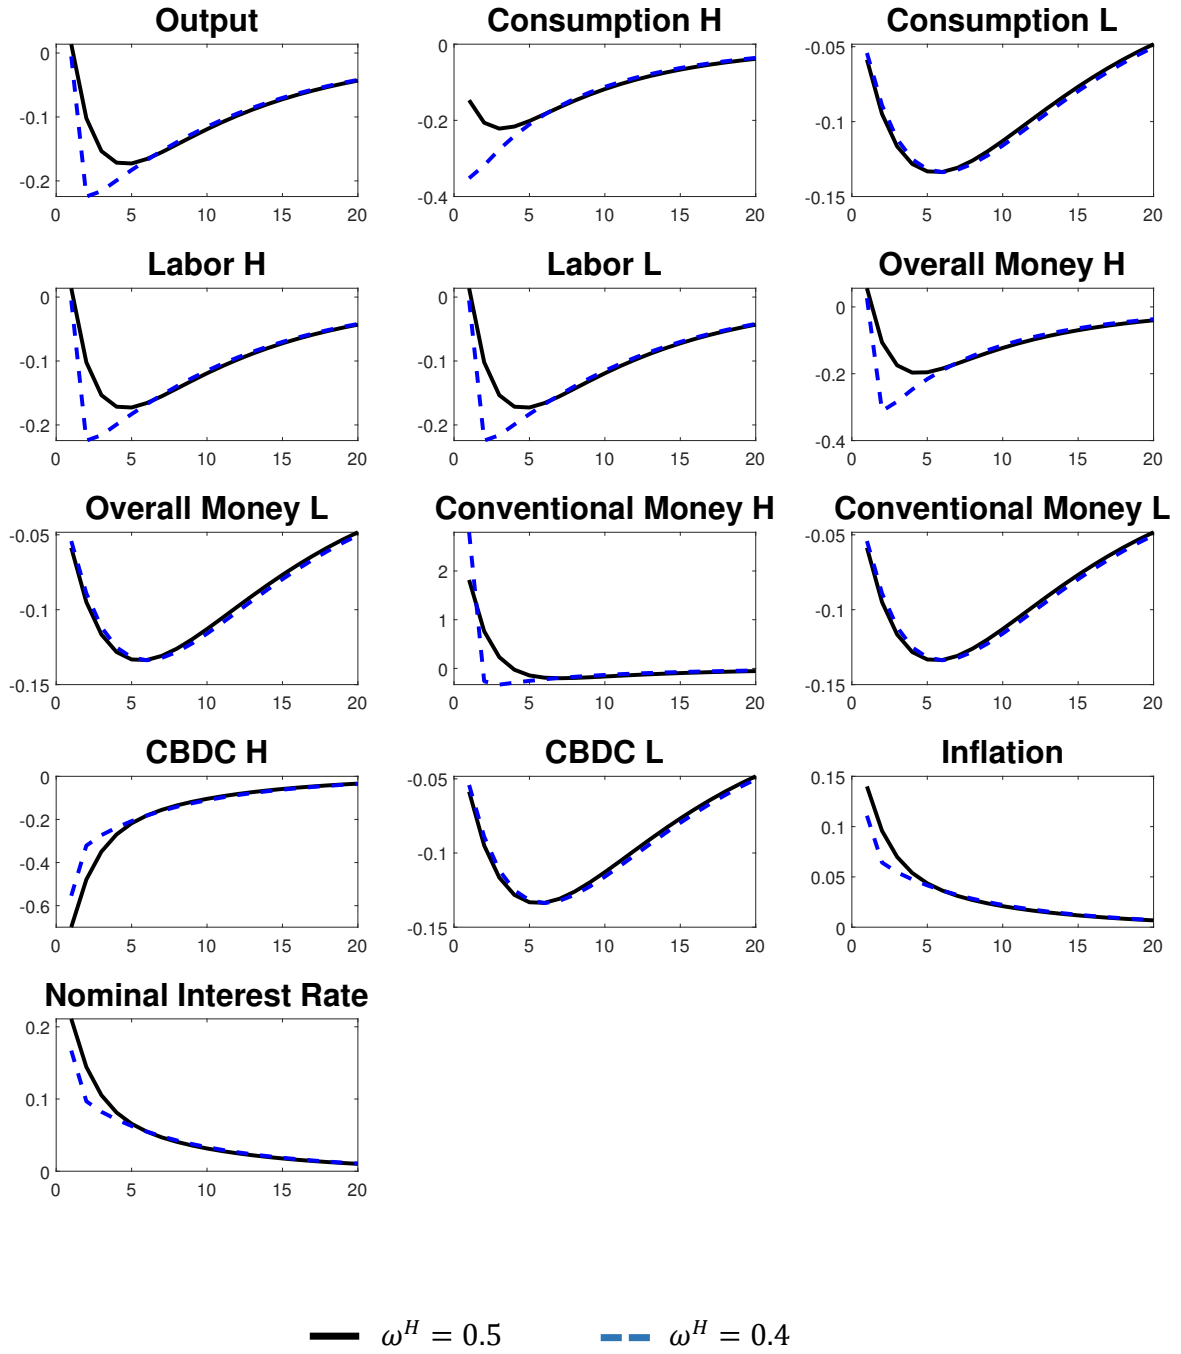 Output
0
-0.1
-0.2
0 5 10 15 20
Consumption H
0
-0.2
-0.4
0 5 10 15 20
Consumption L
-0.05
-0.1
-0.15
0 5 10 15 20
Labor H
0
-0.1
-0.2
0 5 10 15 20
Labor L
0
-0.1
-0.2
0 5 10 15 20
Overall Money H
0
-0.2
-0.4
0 5 10 15 20
Overall Money L
-0.05
-0.1
-0.15
0 5 10 15 20
Conventional Money H
2
1
0
0 5 10 15 20
Conventional Money L
-0.05
-0.1
-0.15
0 5 10 15 20
CBDC H
0
-0.2
-0.4
-0.6
0 5 10 15 20
CBDC L
-0.05
-0.1
-0.15
0 5 10 15 20
Inflation
0.15
0.1
0.05
0
0 5 10 15 20
Nominal Interest Rate
0.2
0.1
0
0 5 10 15 20
ω^H = 0.5
ω^H = 0.4